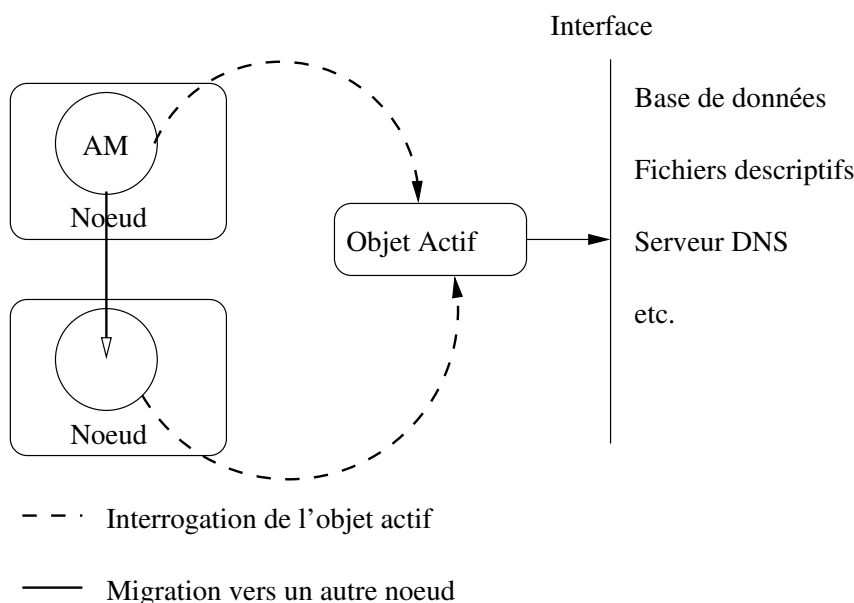 Interface
Base de données
AM
Fichiers descriptifs
Noeud
Objet Actif
Serveur DNS
etc.
Noeud
Interrogation de l'objet actif
Migration vers un autre noeud